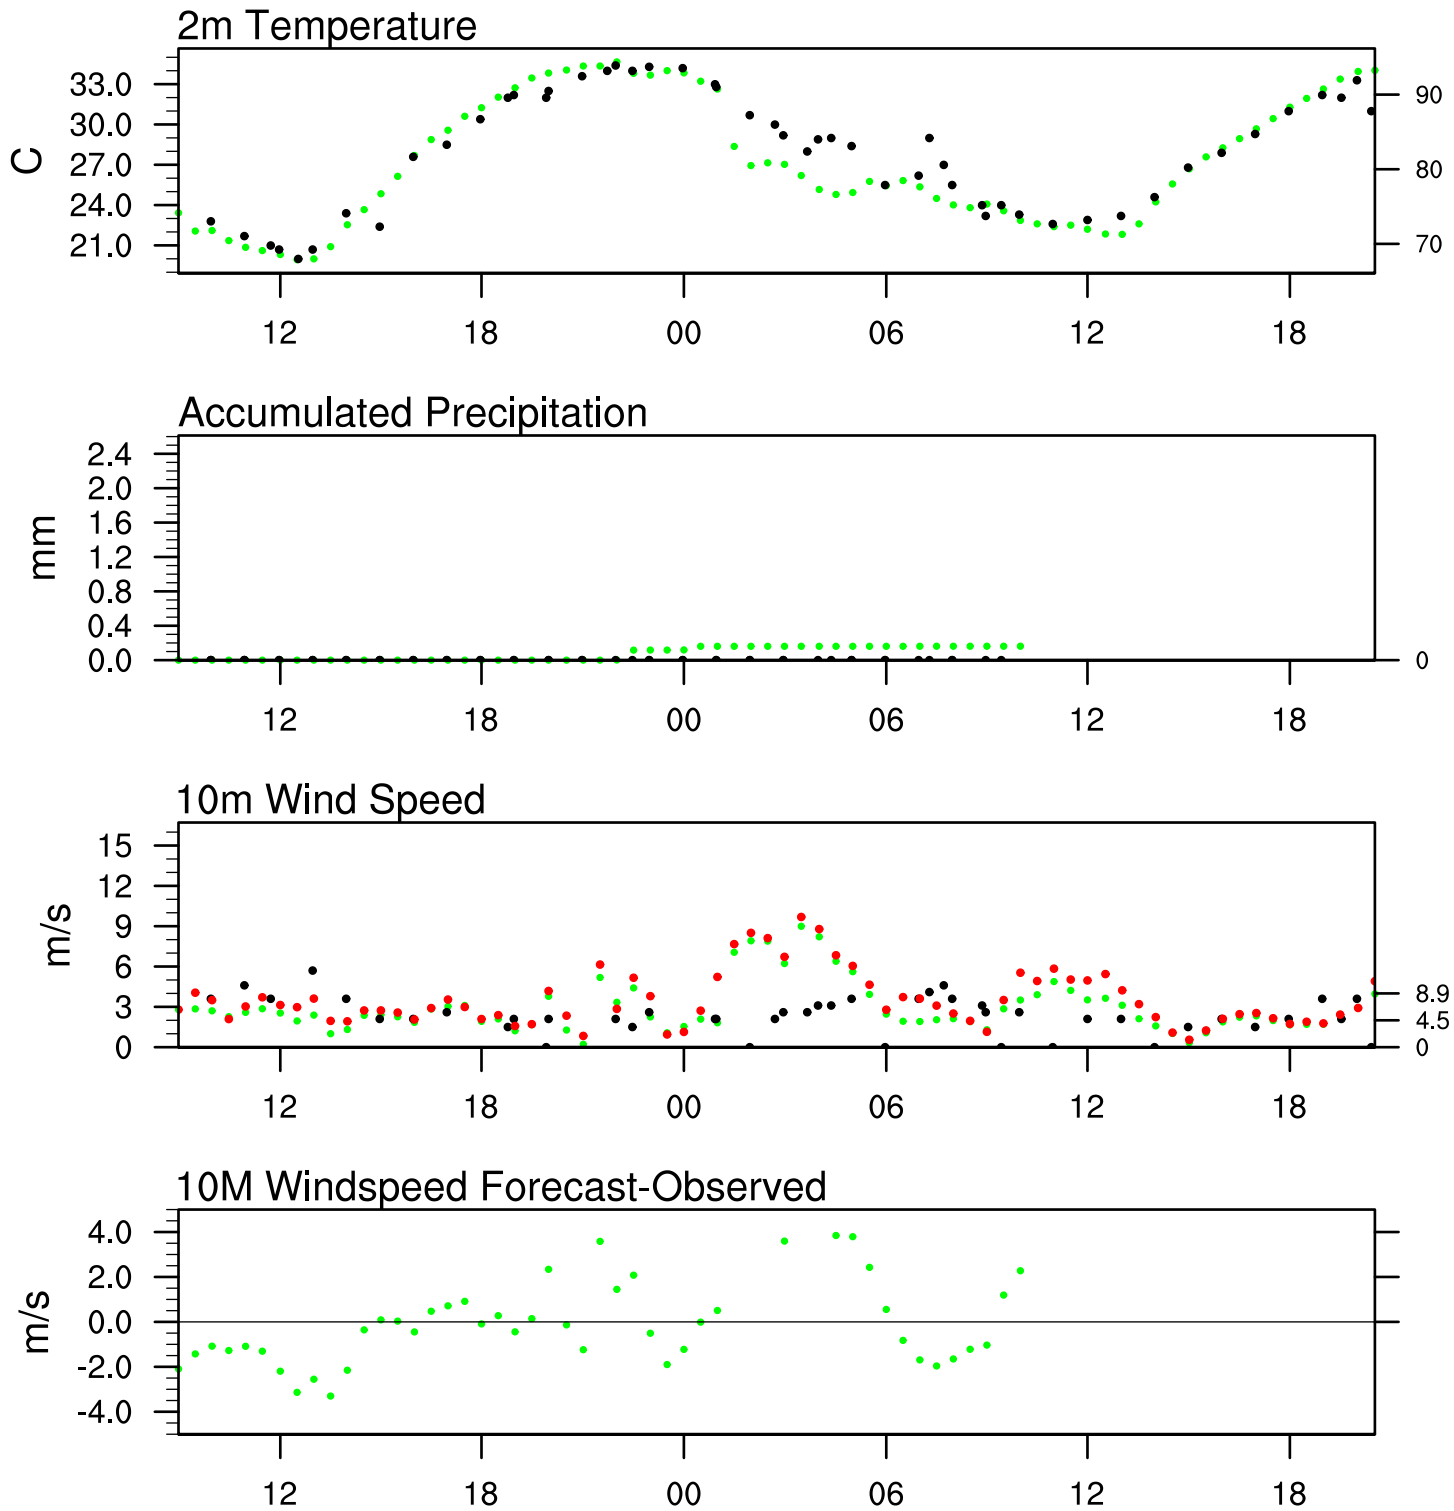 2m Temperature
C
33.0
30.0
27.0
24.0
21.0
90
80
70
12 18 00 06 12 18
Accumulated Precipitation
mm
2.4
2.0
1.6
1.2
0.8
0.4
0.0
0
12 18 00 06 12 18
10m Wind Speed
m/s
15
12
9
6
3
0
8.9
4.5
0
12 18 00 06 12 18
10M Windspeed Forecast-Observed
m/s
4.0
2.0
0.0
-2.0
-4.0
12 18 00 06 12 18